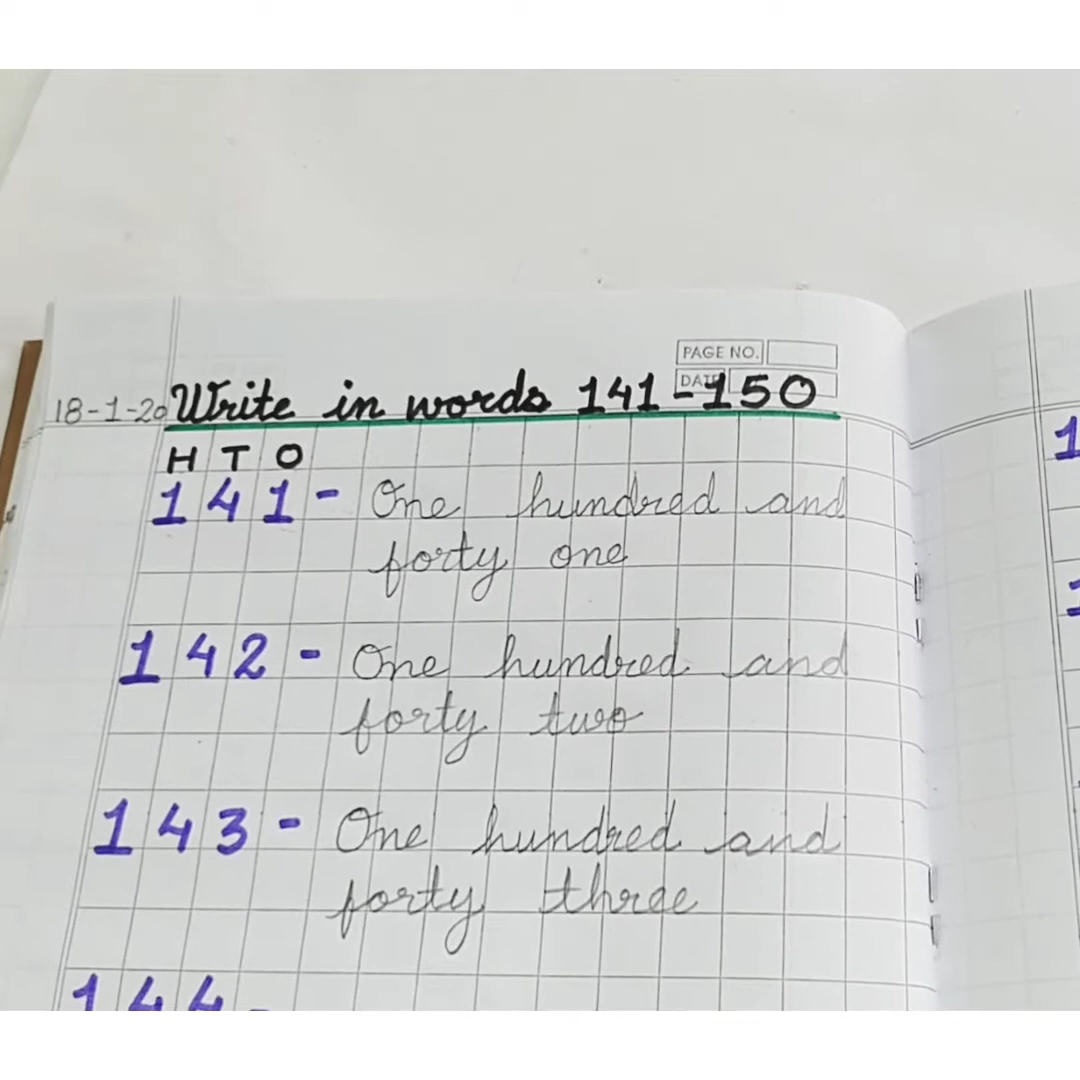 PAGE NO.
DATE
18-1-20 Write in words 141-150
H T O
141 - One hundred and
forty one
142 - One hundred and
forty two
143 - One hundred and
forty three
144 -